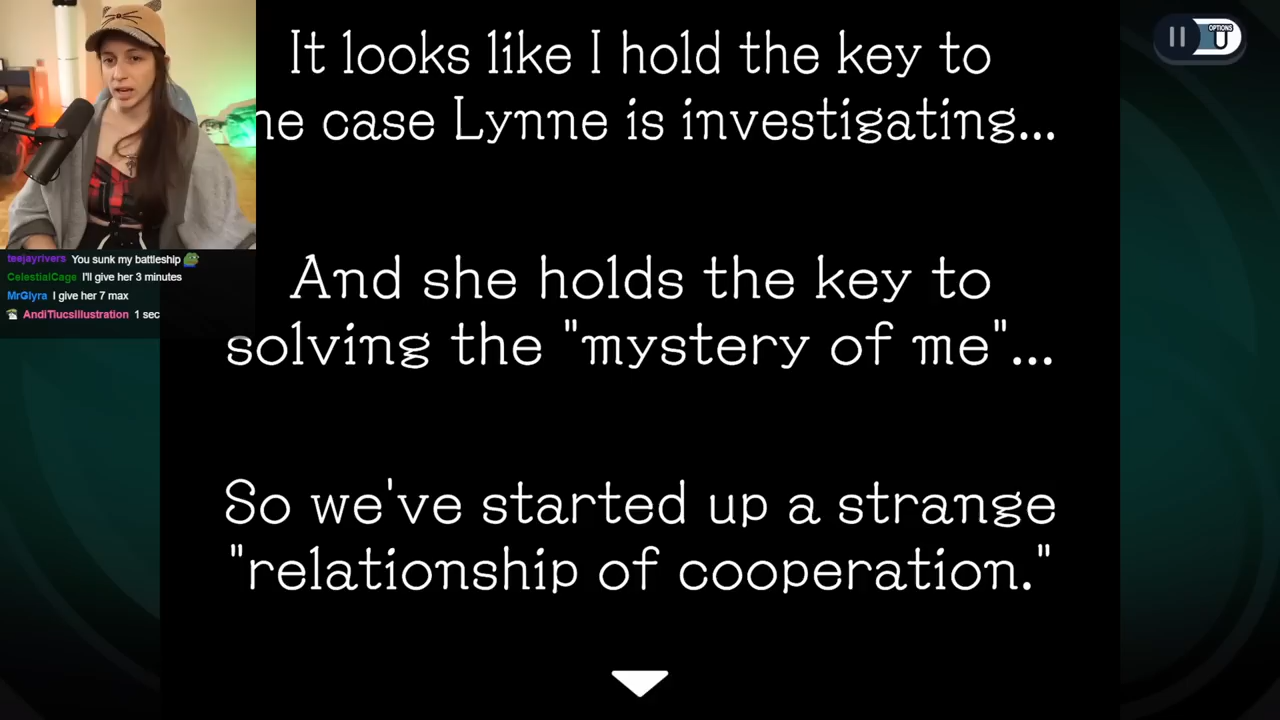 It looks like I hold the key to
case Lynne is investigating...
And she holds the key to
solving the "mystery of me"...
So we've started up a strange
"relationship of cooperation."
OPTIONS
teejayrivers You sunk my battleship
CelestialCage I'll give her 3 minutes
MrGlyra I give her 7 max
AndiTiucsIllustration 1 sec